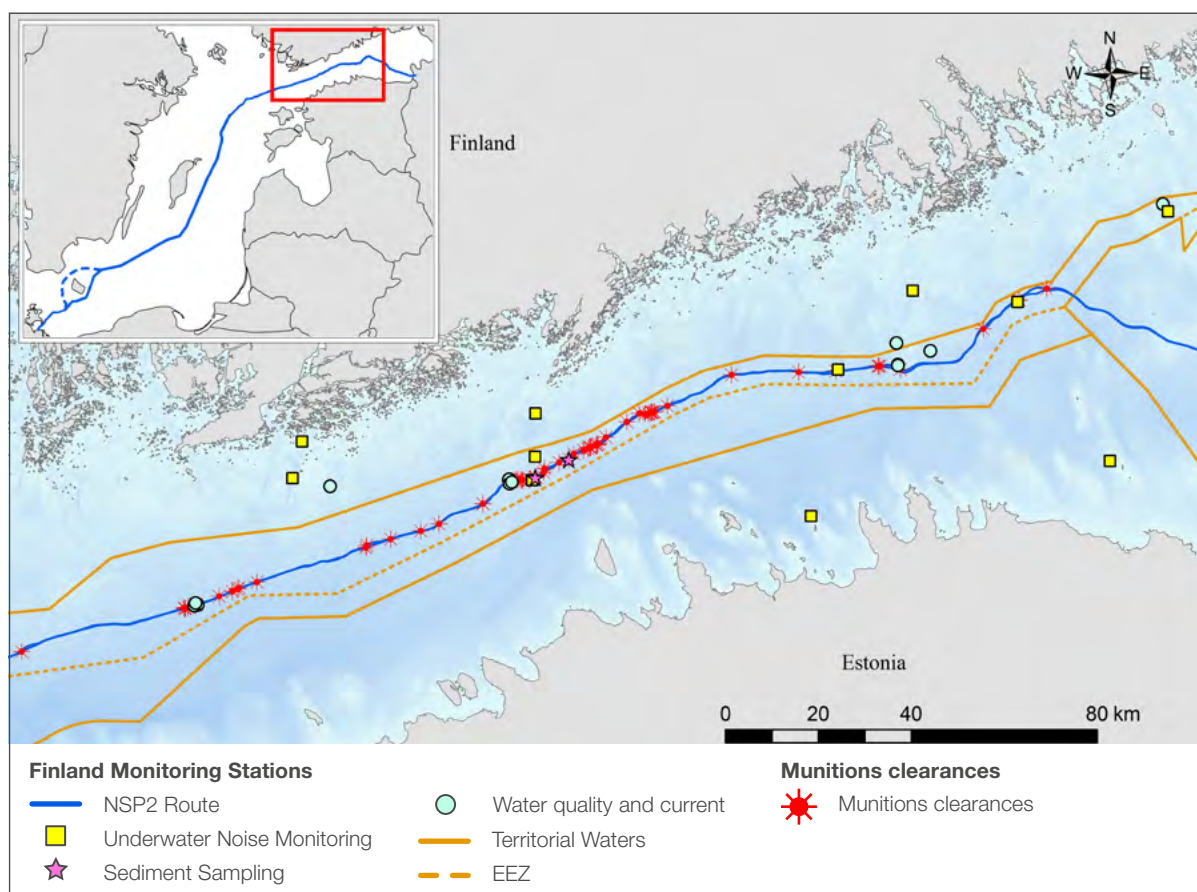 N
W E
S
Finland
Estonia
0 20 40 80 km
Finland Monitoring Stations
NSP2 Route
Underwater Noise Monitoring
Sediment Sampling
Water quality and current
Territorial Waters
EEZ
Munitions clearances
Munitions clearances